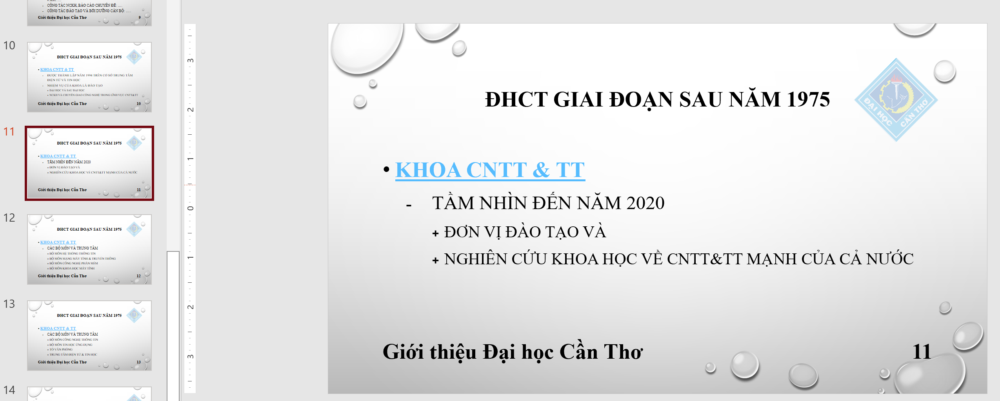 + SĐH: ....
- CÔNG TÁC NCKH, BÁO CÁO CHUYÊN ĐỀ: ....
- CÔNG TÁC ĐÀO TẠO VÀ BỒI DƯỠNG CÁN BỘ: .....
Giới thiệu Đại học Cần Thơ 9
10
ĐHCT GIAI ĐOẠN SAU NĂM 1975
• KHOA CNTT & TT
- ĐƯỢC THÀNH LẬP NĂM 1994 TRÊN CƠ SỞ TRUNG TÂM
ĐIỆN TỬ VÀ TIN HỌC
- NHIỆM VỤ CỦA KHOA LÀ ĐÀO TẠO
+ ĐẠI HỌC VÀ SAU ĐẠI HỌC
+ NCKH VÀ CHUYỂN GIAO CÔNG NGHỆ TRONG LĨNH VỰC CNTT&TT
Giới thiệu Đại học Cần Thơ 10
11
ĐHCT GIAI ĐOẠN SAU NĂM 1975
• KHOA CNTT & TT
- TẦM NHÌN ĐẾN NĂM 2020
+ ĐƠN VỊ ĐÀO TẠO VÀ
+ NGHIÊN CỨU KHOA HỌC VỀ CNTT&TT MẠNH CỦA CẢ NƯỚC
Giới thiệu Đại học Cần Thơ 11
12
ĐHCT GIAI ĐOẠN SAU NĂM 1975
• KHOA CNTT & TT
- CÁC BỘ MÔN VÀ TRUNG TÂM
+ BỘ MÔN HỆ THỐNG THÔNG TIN
+ BỘ MÔN MẠNG MÁY TÍNH & TRUYỀN THÔNG
+ BỘ MÔN CÔNG NGHỆ PHẦN MỀM
+ BỘ MÔN KHOA HỌC MÁY TÍNH
Giới thiệu Đại học Cần Thơ 12
13
ĐHCT GIAI ĐOẠN SAU NĂM 1975
• KHOA CNTT & TT
- CÁC BỘ MÔN VÀ TRUNG TÂM
+ BỘ MÔN CÔNG NGHỆ THÔNG TIN
+ BỘ MÔN TIN HỌC ỨNG DỤNG
+ TỔ VĂN PHÒNG
+ TRUNG TÂM ĐIỆN TỬ & TIN HỌC
Giới thiệu Đại học Cần Thơ 13
14
3
2
1
0
1
2
3
ĐHCT GIAI ĐOẠN SAU NĂM 1975
ĐẠI HỌC CẦN THƠ
• KHOA CNTT & TT
- TẦM NHÌN ĐẾN NĂM 2020
+ ĐƠN VỊ ĐÀO TẠO VÀ
+ NGHIÊN CỨU KHOA HỌC VỀ CNTT&TT MẠNH CỦA CẢ NƯỚC
Giới thiệu Đại học Cần Thơ 11